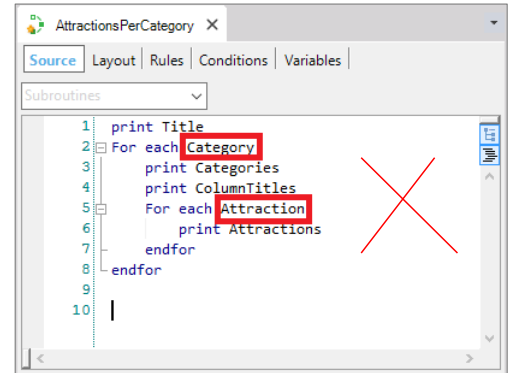 AttractionsPerCategory
Source Layout Rules Conditions Variables
Subroutines
1 print Title
2 For each Category
3 print Categories
4 print ColumnTitles
5 For each Attraction
6 print Attractions
7 endfor
8 endfor
9
10